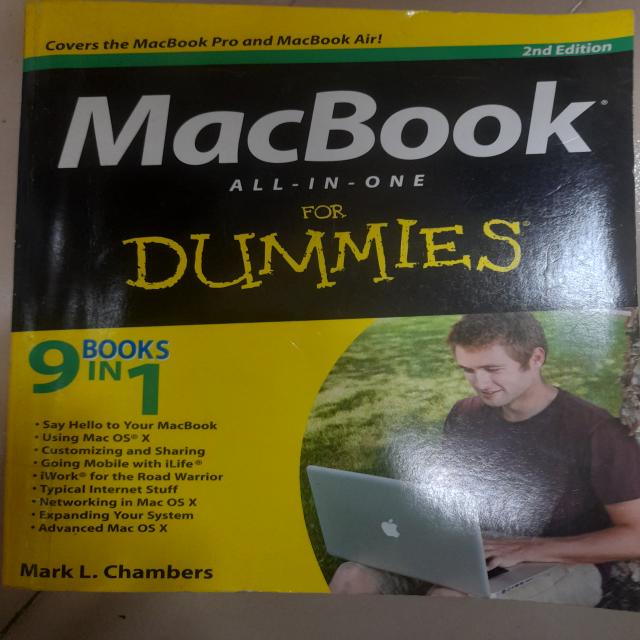 Covers the MacBook Pro and MacBook Air!
2nd Edition
MacBook®
ALL-IN-ONE
FOR
DUMMIES®
9 BOOKS IN 1
• Say Hello to Your MacBook
• Using Mac OS® X
• Customizing and Sharing
• Going Mobile with iLife®
• iWork® for the Road Warrior
• Typical Internet Stuff
• Networking in Mac OS X
• Expanding Your System
• Advanced Mac OS X
Mark L. Chambers